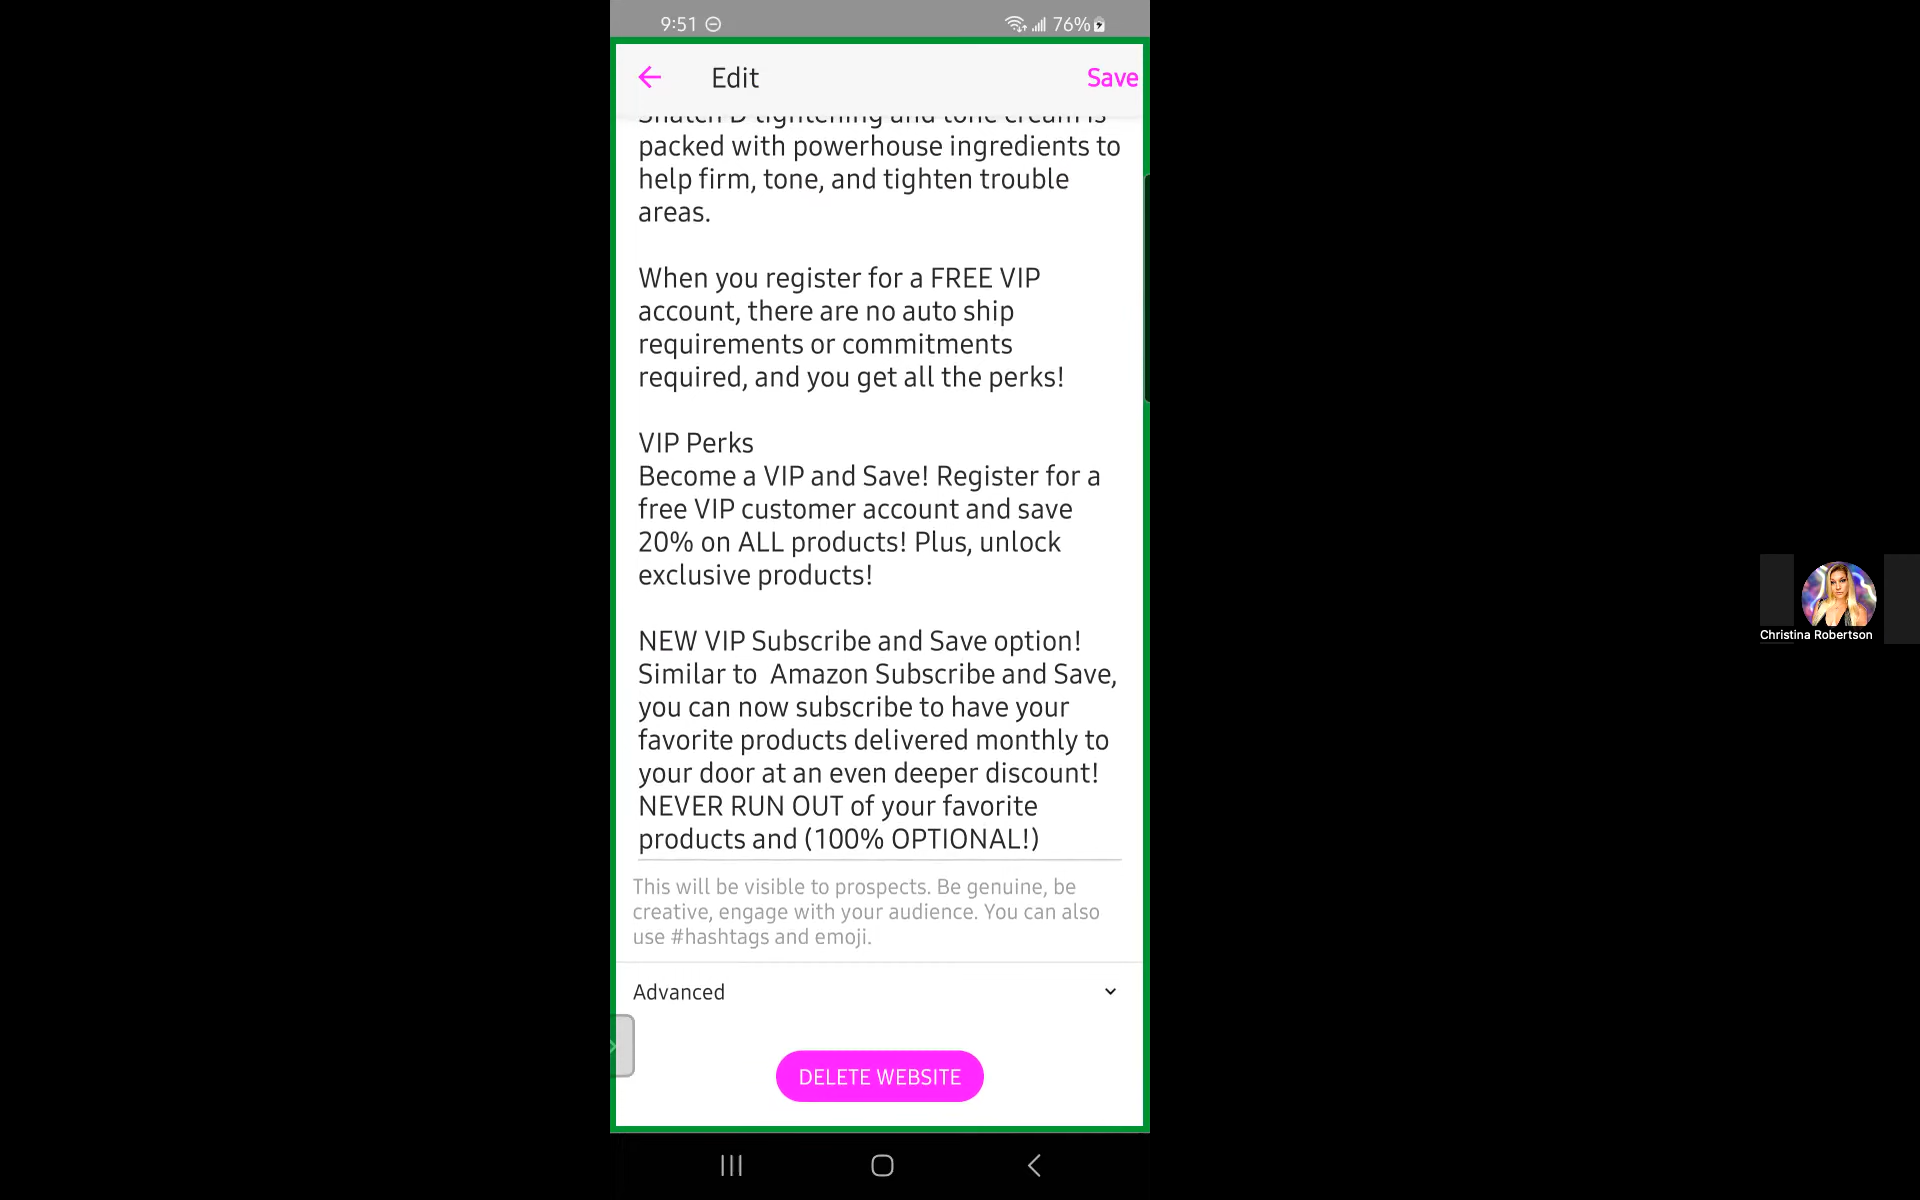 9:51
76%
Edit
Save
Snatch D tightening and tone cream is
packed with powerhouse ingredients to
help firm, tone, and tighten trouble
areas.
When you register for a FREE VIP
account, there are no auto ship
requirements or commitments
required, and you get all the perks!
VIP Perks
Become a VIP and Save! Register for a
free VIP customer account and save
20% on ALL products! Plus, unlock
exclusive products!
NEW VIP Subscribe and Save option!
Similar to  Amazon Subscribe and Save,
you can now subscribe to have your
favorite products delivered monthly to
your door at an even deeper discount!
NEVER RUN OUT of your favorite
products and (100% OPTIONAL!)
This will be visible to prospects. Be genuine, be
creative, engage with your audience. You can also
use #hashtags and emoji.
Advanced
DELETE WEBSITE
Christina Robertson